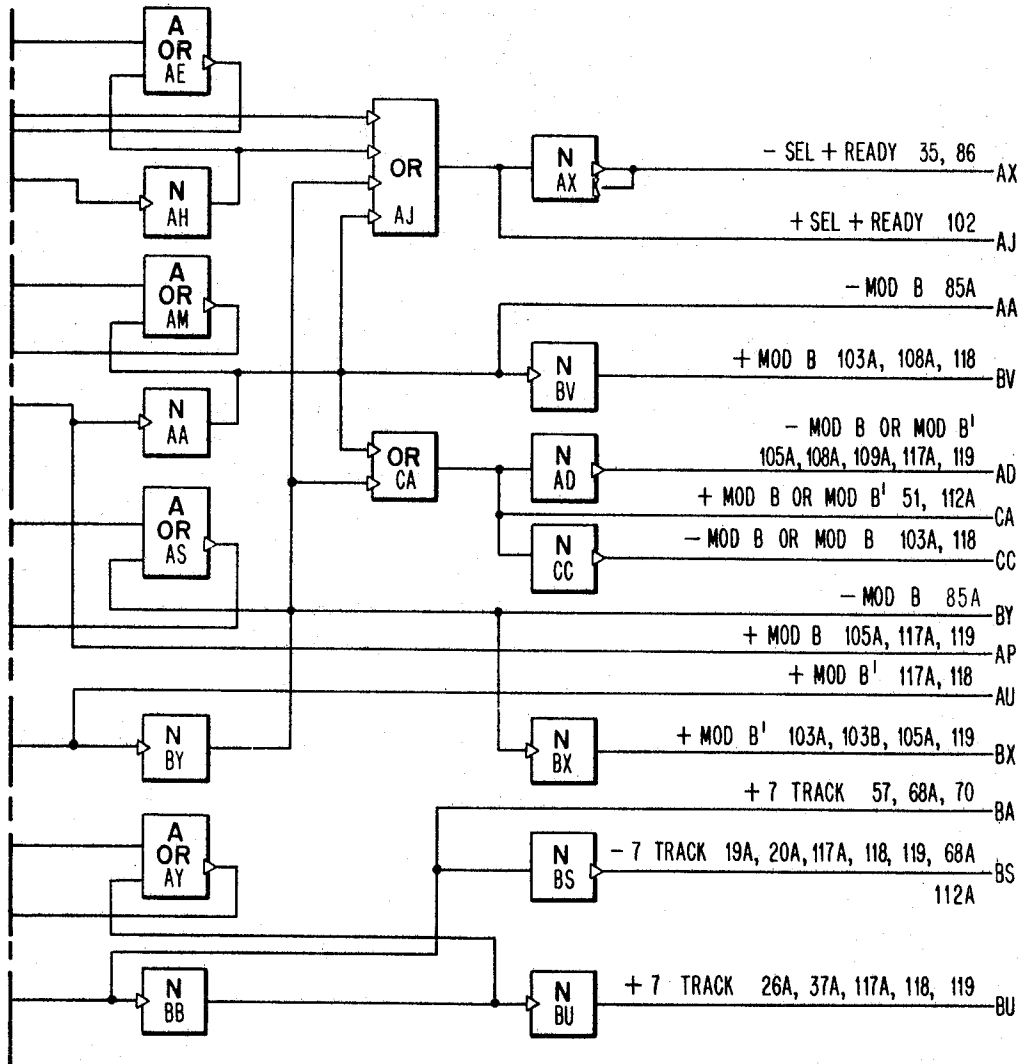 A
OR
AE
N
AH
OR
AJ
N
AX
- SEL + READY 35, 86
AX
+ SEL + READY 102
AJ
A
OR
AM
- MOD B 85A
AA
N
BV
+ MOD B 103A, 108A, 118
BV
N
AA
OR
CA
N
AD
- MOD B OR MOD B'
105A, 108A, 109A, 117A, 119
AD
+ MOD B OR MOD B' 51, 112A
CA
A
OR
AS
N
CC
- MOD B OR MOD B 103A, 118
CC
- MOD B 85A
BY
+ MOD B 105A, 117A, 119
AP
+ MOD B' 117A, 118
AU
N
BY
N
BX
+ MOD B' 103A, 103B, 105A, 119
BX
+ 7 TRACK 57, 68A, 70
BA
A
OR
AY
N
BS
- 7 TRACK 19A, 20A, 117A, 118, 119, 68A
BS
112A
N
BB
N
BU
+ 7 TRACK 26A, 37A, 117A, 118, 119
BU